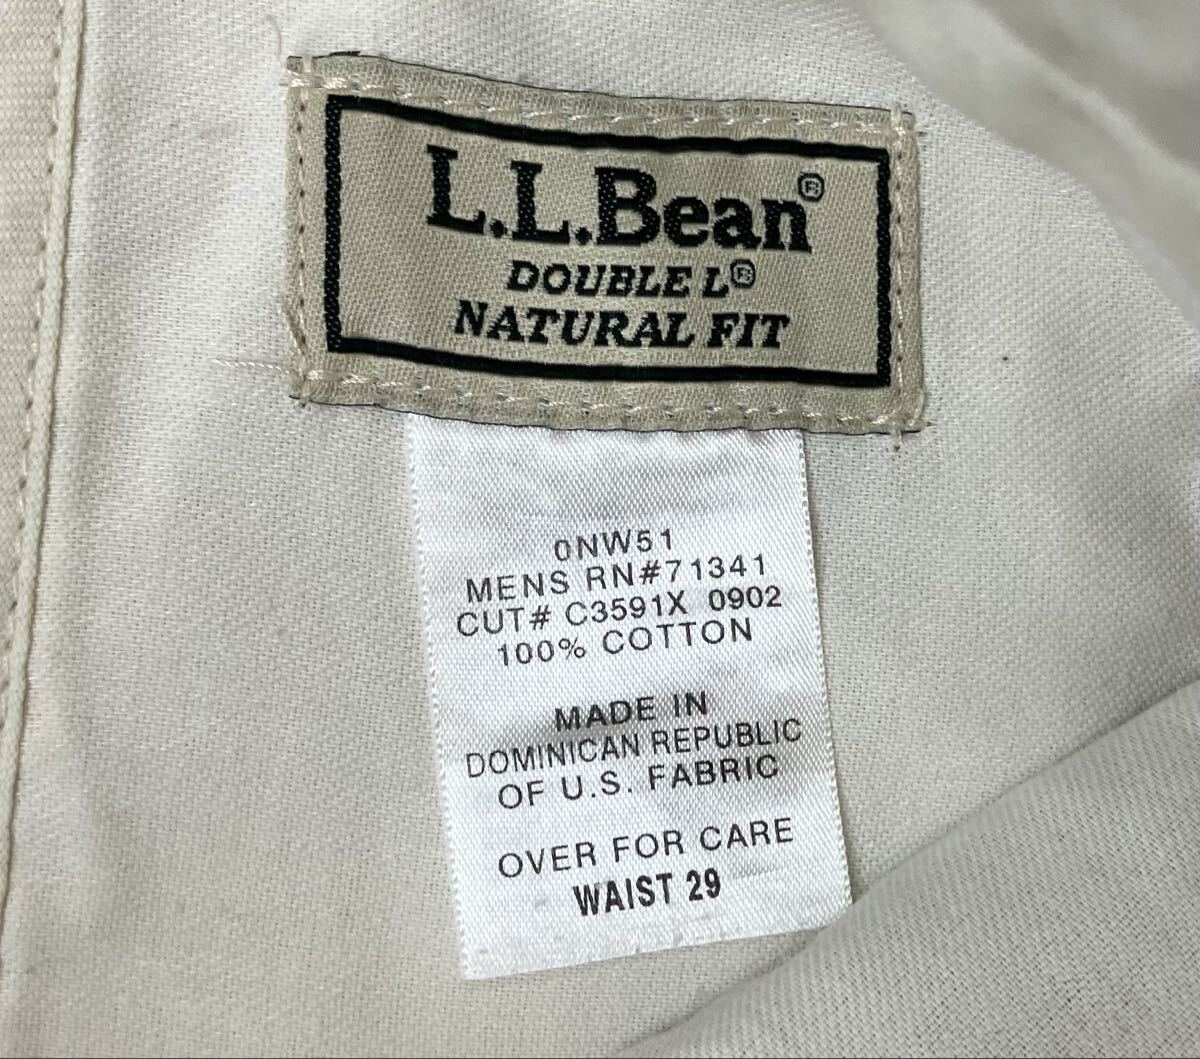 L.L.Bean®
DOUBLE L®
NATURAL FIT
0NW51
MENS RN#71341
CUT# C3591X 0902
100% COTTON
MADE IN
DOMINICAN REPUBLIC
OF U.S. FABRIC
OVER FOR CARE
WAIST 29